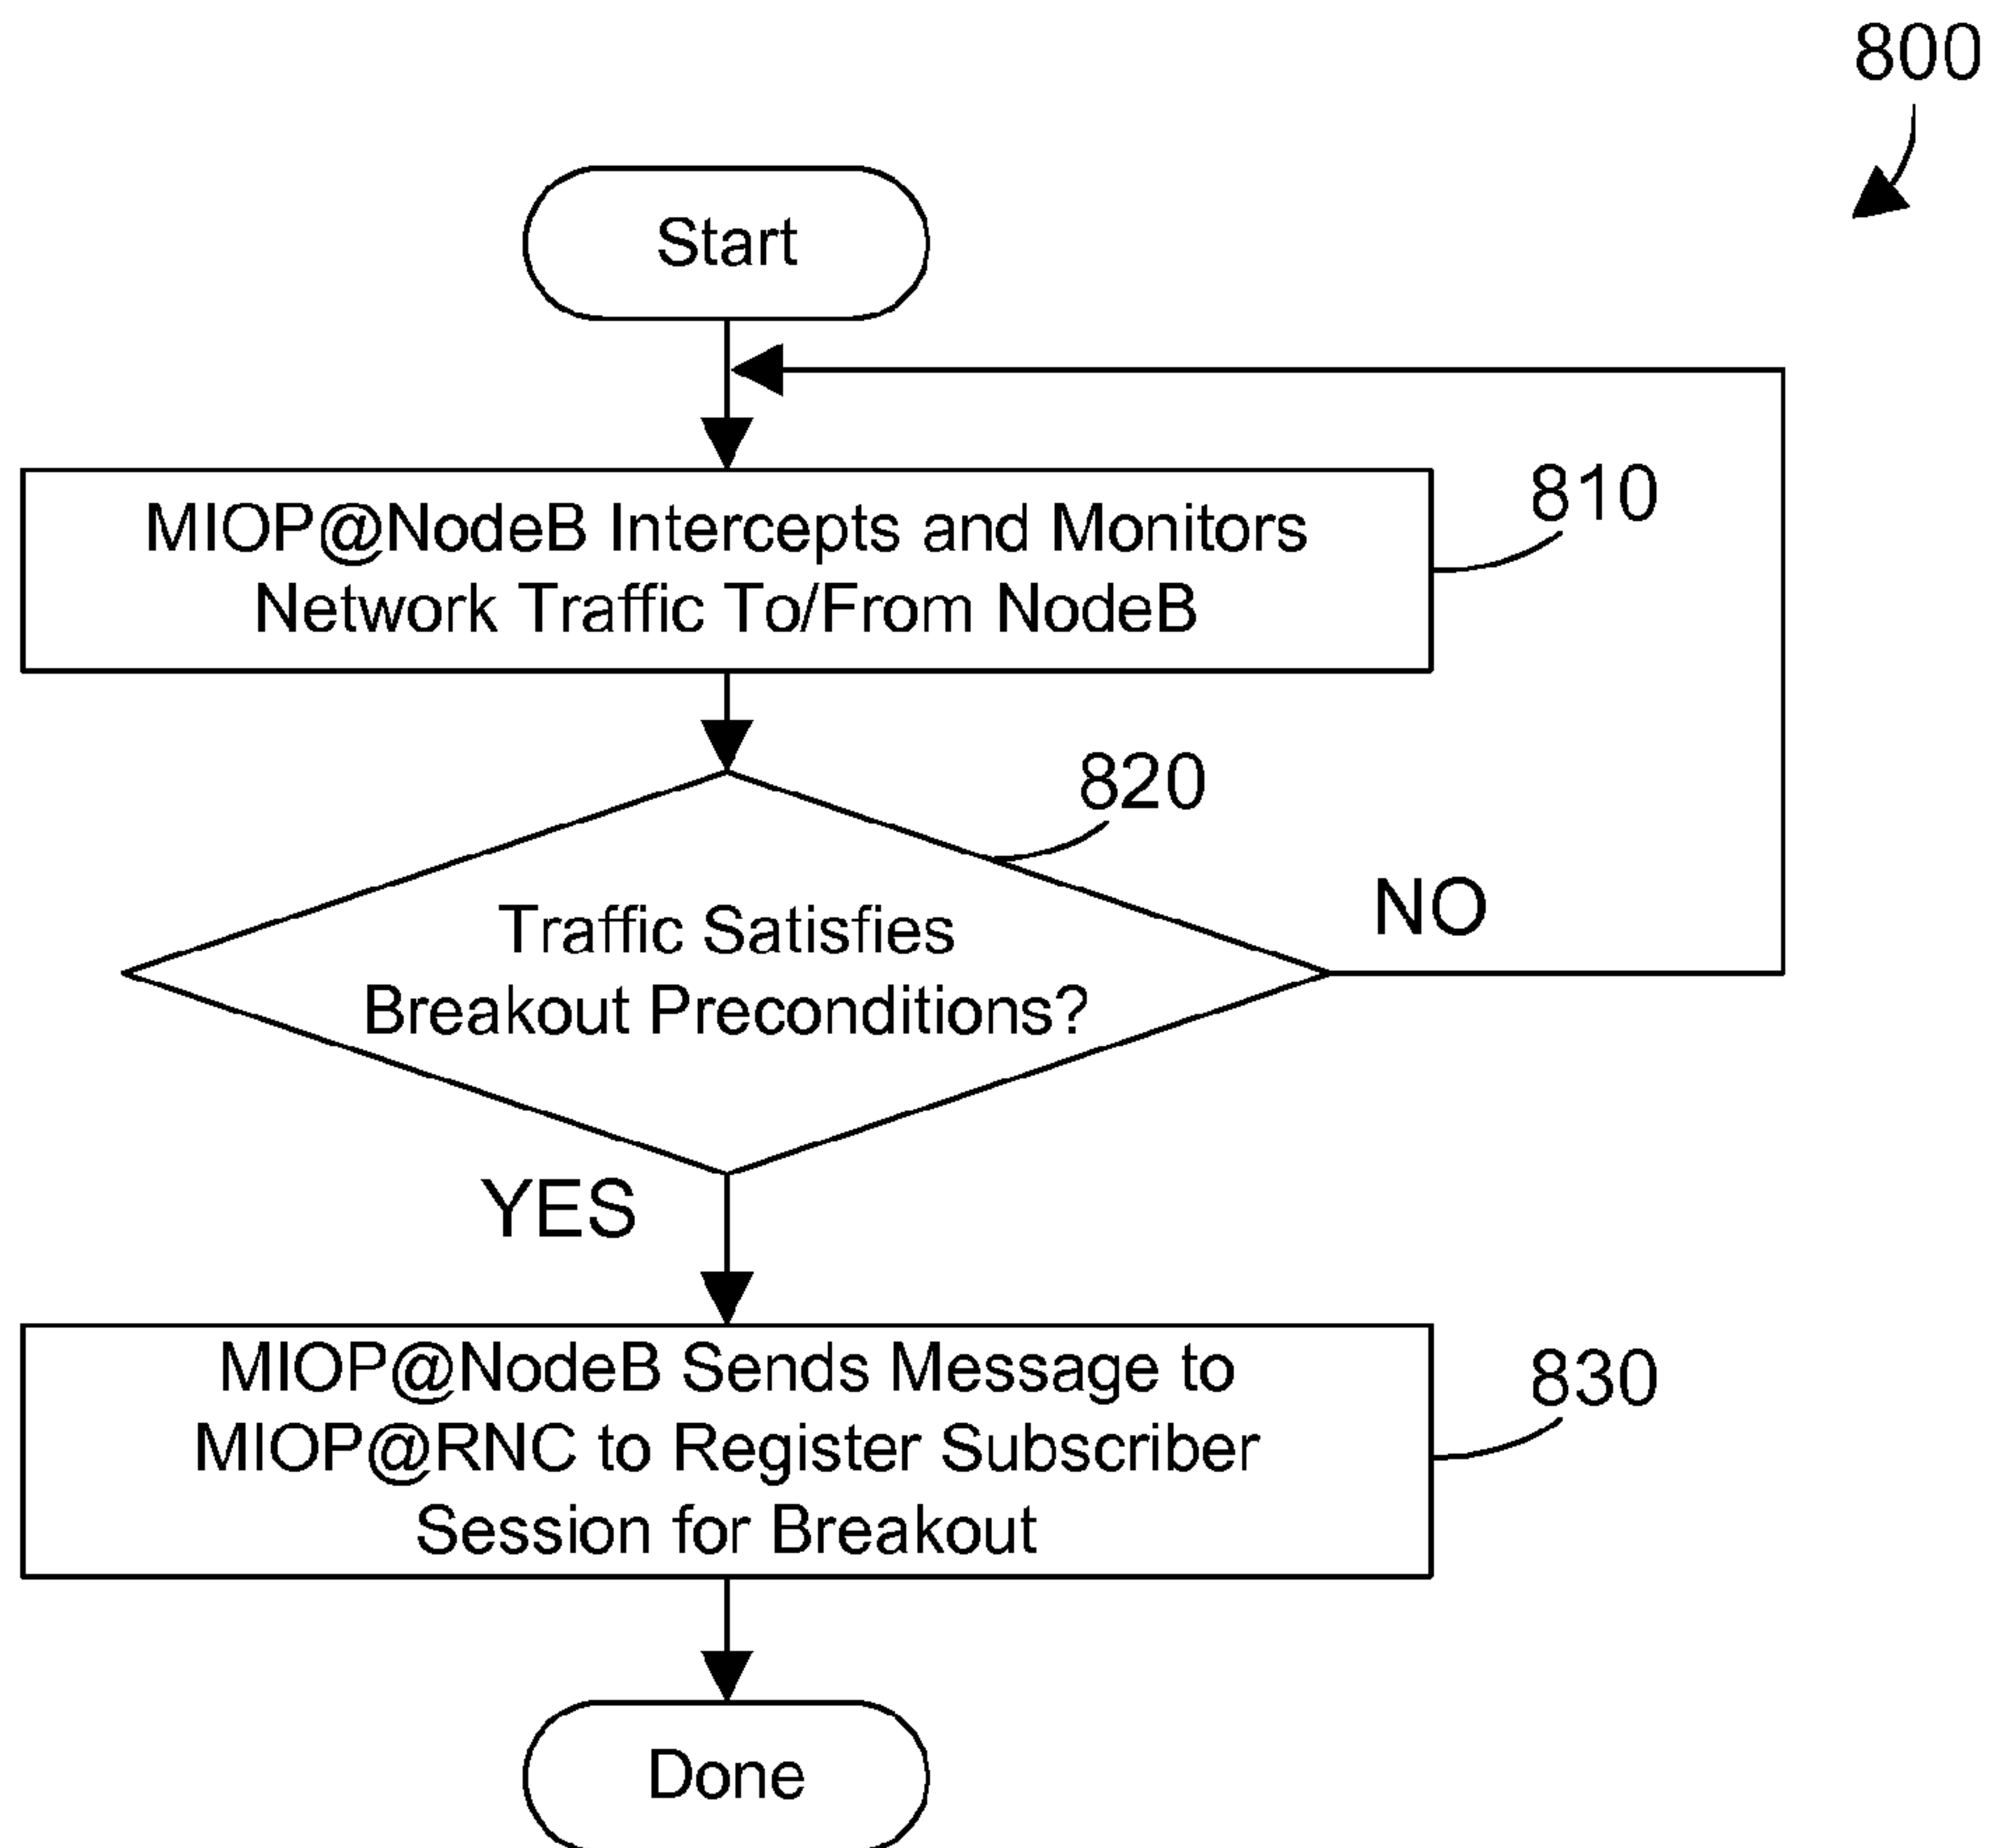 800
Start
MIOP@NodeB Intercepts and Monitors
Network Traffic To/From NodeB
810
820
Traffic Satisfies
Breakout Preconditions?
NO
YES
MIOP@NodeB Sends Message to
MIOP@RNC to Register Subscriber
Session for Breakout
830
Done